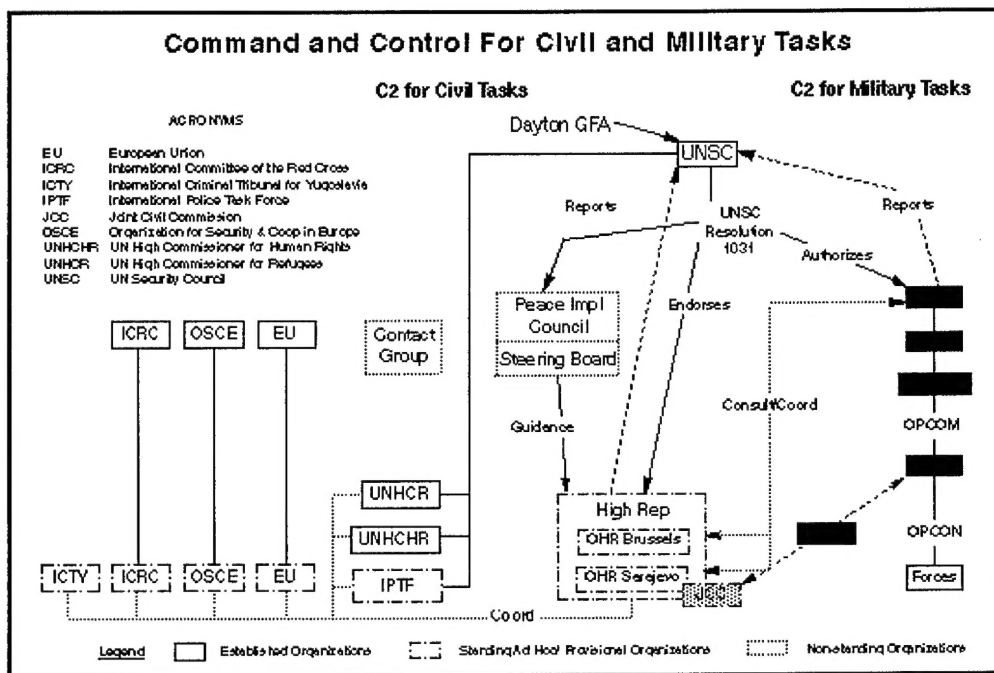 Command and Control For Civil and Military Tasks
C2 for Civil Tasks
C2 for Military Tasks
ACRONYMS
EU European Union
ICRC International Committee of the Red Cross
ICTY International Criminal Tribunal for Yugoslavia
IPTF International Police Task Force
JCC Joint Civil Commission
OSCE Organization for Security & Coop in Europe
UNHCHR UN High Commissioner for Human Rights
UNHCR UN High Commissioner for Refugees
UNSC UN Security Council
Dayton GFA
UNSC
Reports
UNSC
Resolution
1031
Reports
Authorizes
Peace Impl
Council
Steering Board
Endorses
ICRC
OSCE
EU
Contact
Group
Consult/Coord
Guidance
OPCOM
UNHCR
High Rep
UNHCHR
OHR Brussels
OPCON
ICTY
ICRC
OSCE
EU
IPTF
OHR Sarejevo
Forces
Coord
Legend
Established Organizations
Standing Ad Hoc/ Provisional Organizations
Nonstanding Organizations